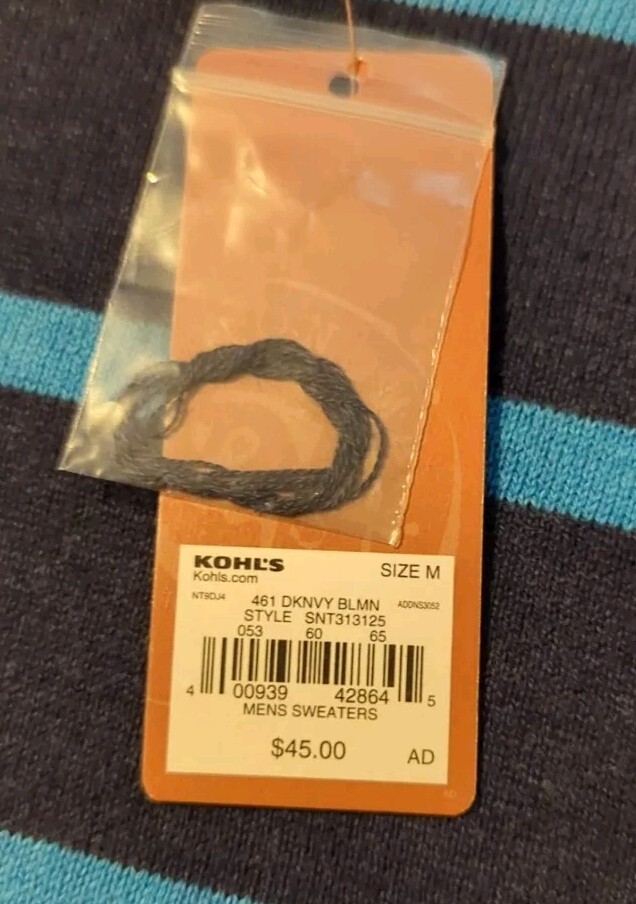 KOHL'S
Kohls.com
SIZE M
NT9DJ4 461 DKNVY BLMN ADDNS3052
STYLE SNT313125
053 60 65
4 00939 42864 5
MENS SWEATERS
$45.00 AD
AD